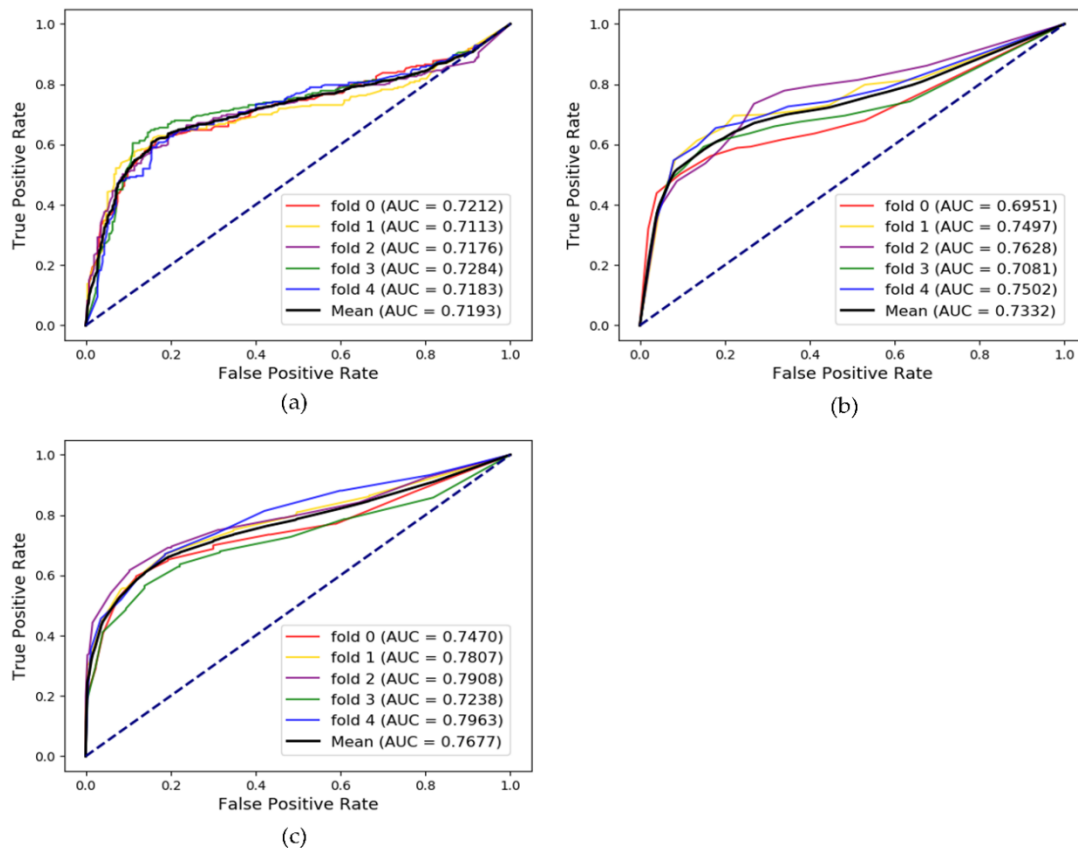 1.0
0.8
0.6
0.4
0.2
0.0
True Positive Rate
fold 0 (AUC = 0.7212)
fold 1 (AUC = 0.7113)
fold 2 (AUC = 0.7176)
fold 3 (AUC = 0.7284)
fold 4 (AUC = 0.7183)
Mean (AUC = 0.7193)
0.0 0.2 0.4 0.6 0.8 1.0
False Positive Rate
(a)
1.0
0.8
0.6
0.4
0.2
0.0
True Positive Rate
fold 0 (AUC = 0.6951)
fold 1 (AUC = 0.7497)
fold 2 (AUC = 0.7628)
fold 3 (AUC = 0.7081)
fold 4 (AUC = 0.7502)
Mean (AUC = 0.7332)
0.0 0.2 0.4 0.6 0.8 1.0
False Positive Rate
(b)
1.0
0.8
0.6
0.4
0.2
0.0
True Positive Rate
fold 0 (AUC = 0.7470)
fold 1 (AUC = 0.7807)
fold 2 (AUC = 0.7908)
fold 3 (AUC = 0.7238)
fold 4 (AUC = 0.7963)
Mean (AUC = 0.7677)
0.0 0.2 0.4 0.6 0.8 1.0
False Positive Rate
(c)